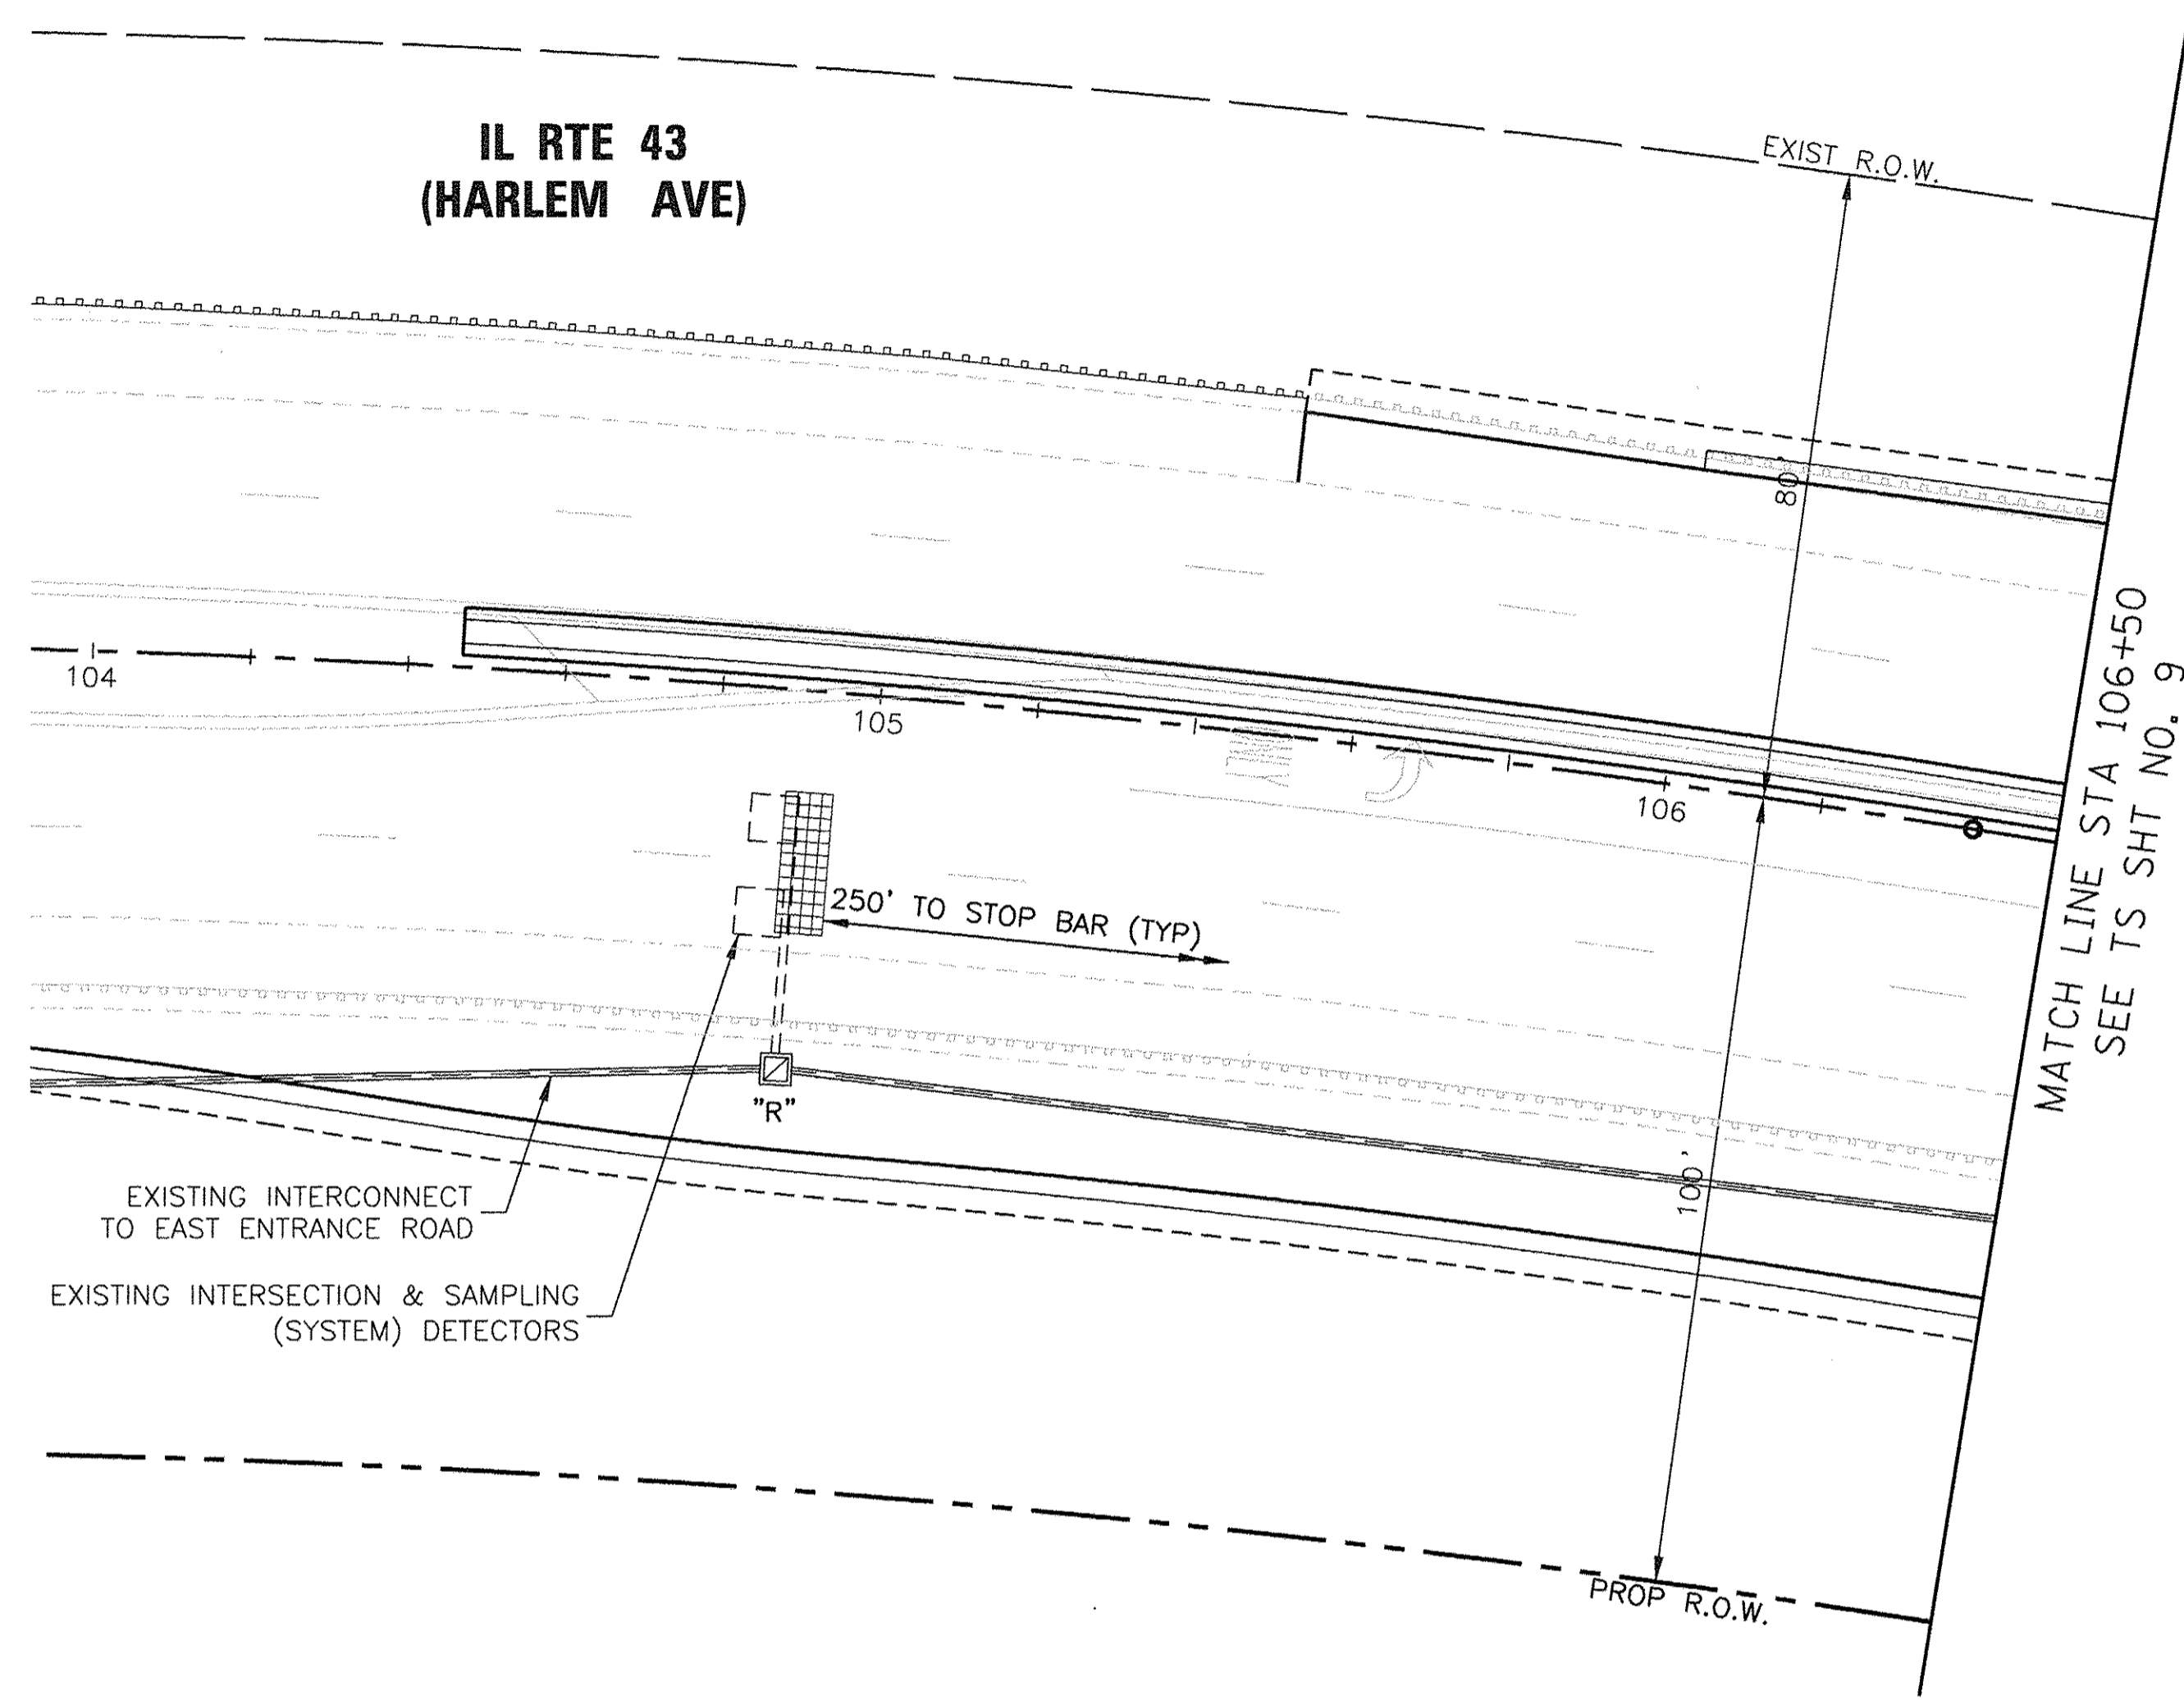 IL RTE 43
(HARLEM AVE)
EXIST R.O.W.
80'
104
105
106
ONLY
250' TO STOP BAR (TYP)
MATCH LINE STA 106+50
SEE TS SHT NO. 9
"R"
100'
EXISTING INTERCONNECT
TO EAST ENTRANCE ROAD
EXISTING INTERSECTION & SAMPLING
(SYSTEM) DETECTORS
PROP R.O.W.